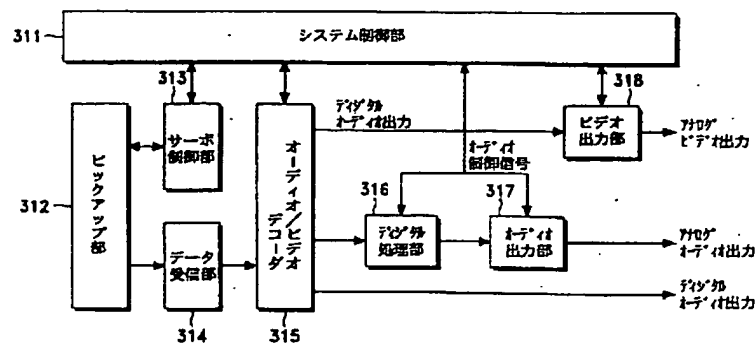 311
システム制御部
313
318
ディジタル
オーディオ出力
サーボ
制御部
ビデオ
出力部
アナログ
ビデオ出力
オーディオ
制御信号
312
ピックアップ部
オーディオ/ビデオ
デコーダ
316
317
ディジタル
処理部
オーディオ
出力部
アナログ
オーディオ出力
データ
受信部
ディジタル
オーディオ出力
314
315